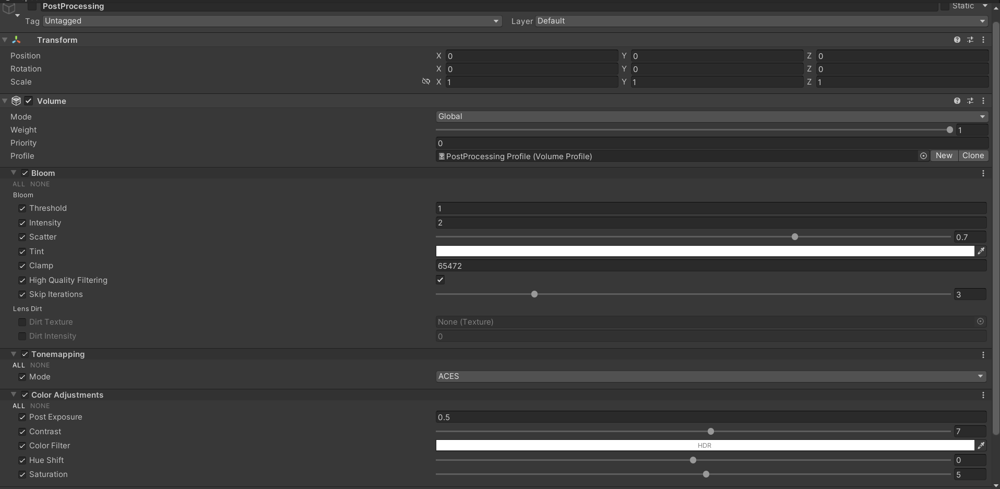 PostProcessing Static
Tag Untagged Layer Default
Transform
Position X 0 Y 0 Z 0
Rotation X 0 Y 0 Z 0
Scale X 1 Y 1 Z 1
Volume
Mode Global
Weight 1
Priority 0
Profile PostProcessing Profile (Volume Profile) New Clone
Bloom
ALL NONE
Bloom
Threshold 1
Intensity 2
Scatter 0.7
Tint
Clamp 65472
High Quality Filtering
Skip Iterations 3
Lens Dirt
Dirt Texture None (Texture)
Dirt Intensity 0
Tonemapping
ALL NONE
Mode ACES
Color Adjustments
ALL NONE
Post Exposure 0.5
Contrast 7
Color Filter HDR
Hue Shift 0
Saturation 5